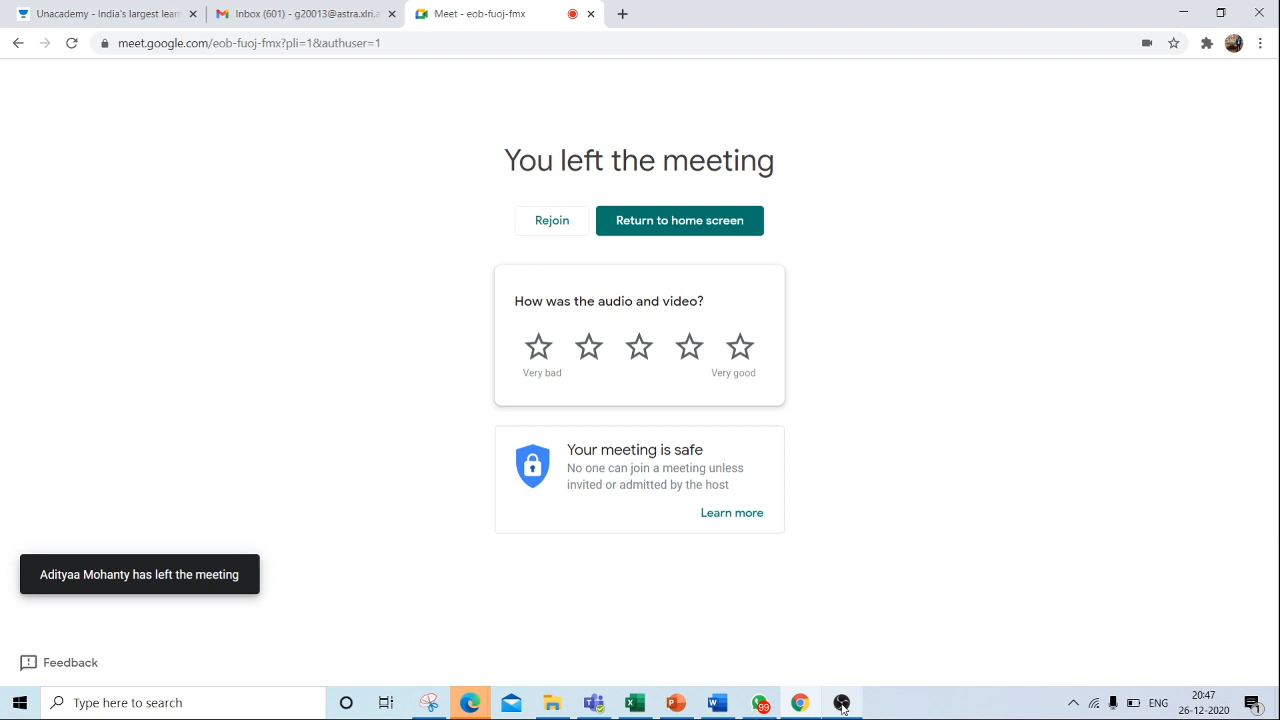 Unacademy - India's largest learn
Inbox (601) - g20013@astra.xlri.
Meet - eob-fuoj-fmx
meet.google.com/eob-fuoj-fmx?pli=1&authuser=1
You left the meeting
Rejoin
Return to home screen
How was the audio and video?
Very bad
Very good
Your meeting is safe
No one can join a meeting unless
invited or admitted by the host
Learn more
Adityaa Mohanty has left the meeting
Feedback
Type here to search
99
ENG
20:47
26-12-2020
1